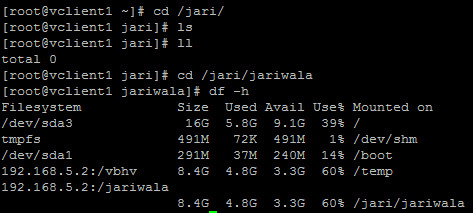 [root@vclient1 ~]# cd /jari/
[root@vclient1 jari]# ls
[root@vclient1 jari]# ll
total 0
[root@vclient1 jari]# cd /jari/jariwala
[root@vclient1 jariwala]# df -h
Filesystem            Size  Used Avail Use% Mounted on
/dev/sda3              16G  5.8G  9.1G  39% /
tmpfs                 491M   72K  491M   1% /dev/shm
/dev/sda1             291M   37M  240M  14% /boot
192.168.5.2:/vbhv     8.4G  4.8G  3.3G  60% /temp
192.168.5.2:/jariwala
                      8.4G  4.8G  3.3G  60% /jari/jariwala